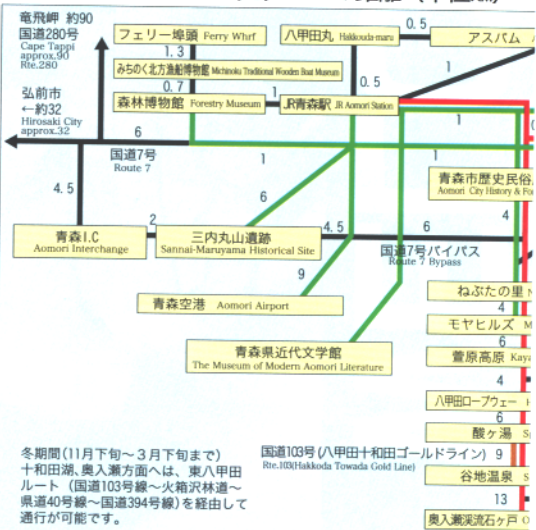 竜飛岬 約90
国道280号
Cape Tappi
approx.90
Rte.280
フェリー埠頭 Ferry Whrf
八甲田丸 Hakkouda-maru
0.5
アスパム
1.3
みちのく北方漁船博物館 Michinoku Traditional Wooden Boat Museum
0.5
1
弘前市
←約32
Hirosaki City
approx.32
0.7
森林博物館 Forestry Museum
1
JR青森駅 JR Aomori Station
6
1
国道7号
Route 7
1
1
青森市歴史民俗
Aomori City History & Fo
4.5
6
4
青森I.C
Aomori Interchange
2
三内丸山遺跡
Sannai-Maruyama Historical Site
4.5
6
国道7号バイパス
Route 7 Bypass
9
ねぶたの里
青森空港 Aomori Airport
4
モヤヒルズ M
6
青森県近代文学館
The Museum of Modern Aomori Literature
萱原高原 Kaya
4
八甲田ロープウェー
6
酸ヶ湯 S
冬期間(11月下旬~3月下旬まで)
十和田湖、奥入瀬方面へは、東八甲田
ルート(国道103号線~火箱沢林道~
県道40号線~国道394号線)を経由して
通行が可能です。
国道103号(八甲田十和田ゴールドライン)
Rte.103(Hakkoda Towada Gold Line)
9
谷地温泉 S
13
奥入瀬渓流石ヶ戸 O